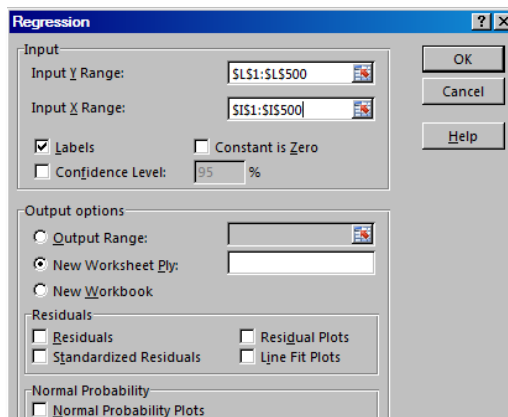 Regression
Input
Input Y Range: $L$1:$L$500
Input X Range: $I$1:$I$500
Labels Constant is Zero
Confidence Level: 95 %
OK
Cancel
Help
Output options
Output Range:
New Worksheet Ply:
New Workbook
Residuals
Residuals Residual Plots
Standardized Residuals Line Fit Plots
Normal Probability
Normal Probability Plots